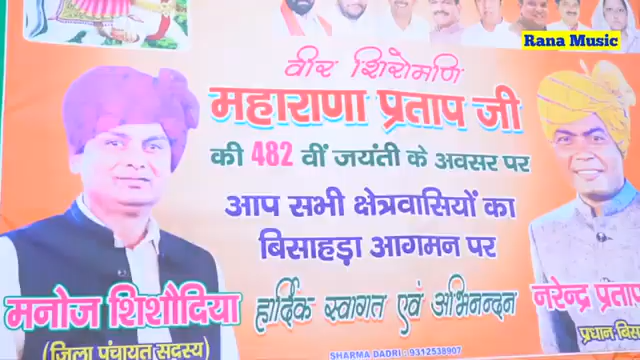 Rana Music
वीर शिरोमणि
महाराणा प्रताप जी
की 482 वीं जयंती के अवसर पर
आप सभी क्षेत्रवासियों का
बिसाहड़ा आगमन पर
हार्दिक स्वागत एवं अभिनन्दन
मनोज शिशौदिया
(जिला पंचायत सदस्य)
नरेन्द्र प्रताप
प्रधान बिस
SHARMA DADRI : 9312538907